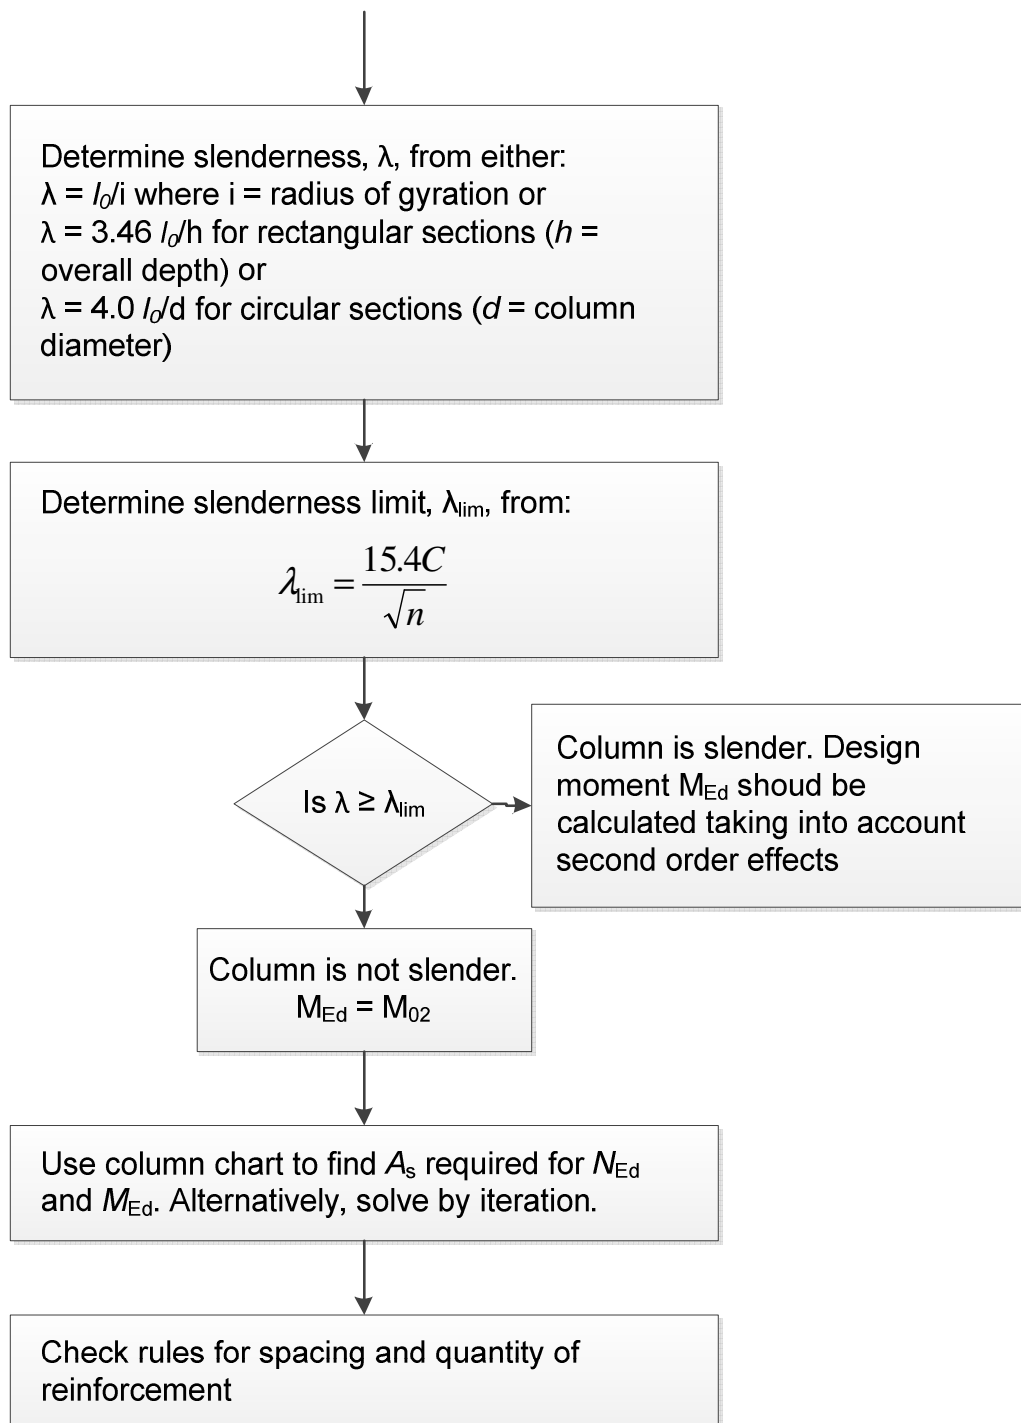 Determine slenderness, λ, from either:
λ = l0/i where i = radius of gyration or
λ = 3.46 l0/h for rectangular sections (h =
overall depth) or
λ = 4.0 l0/d for circular sections (d = column
diameter)
Determine slenderness limit, λlim, from:
λlim = 15.4C / √n
Is λ ≥ λlim
Column is slender. Design
moment MEd shoud be
calculated taking into account
second order effects
Column is not slender.
MEd = M02
Use column chart to find As required for NEd
and MEd. Alternatively, solve by iteration.
Check rules for spacing and quantity of
reinforcement